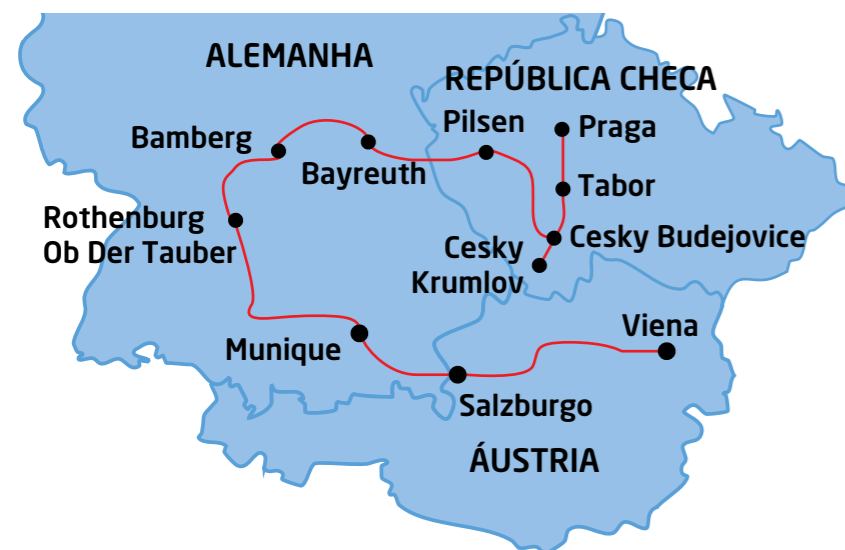 ALEMANHA
REPÚBLICA CHECA
Pilsen
Praga
Bamberg
Bayreuth
Tabor
Rothenburg
Ob Der Tauber
Cesky Budejovice
Cesky
Krumlov
Viena
Munique
Salzburgo
ÁUSTRIA